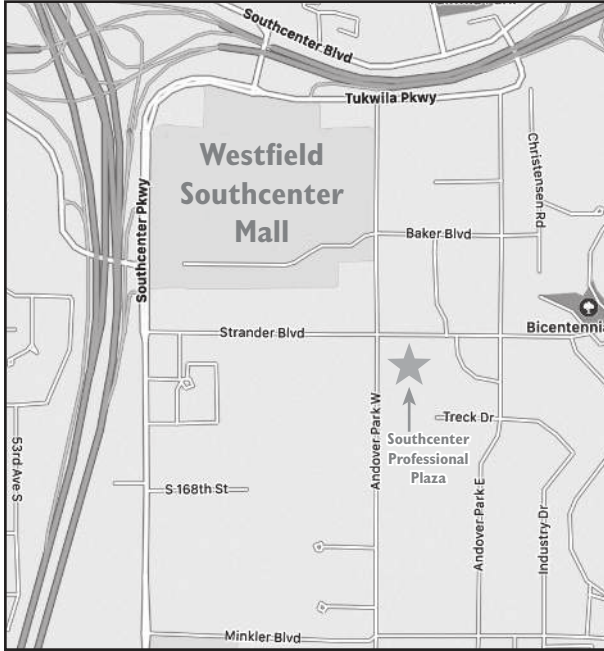 Southcenter Blvd
Tukwila Pkwy
Westfield
Southcenter
Mall
Christensen Rd
Southcenter Pkwy
Baker Blvd
Strander Blvd
Bicentennia
Andover Park W
Treck Dr
Southcenter
Professional
Plaza
53rd Ave S
S 168th St
Andover Park E
Industry Dr
Minkler Blvd